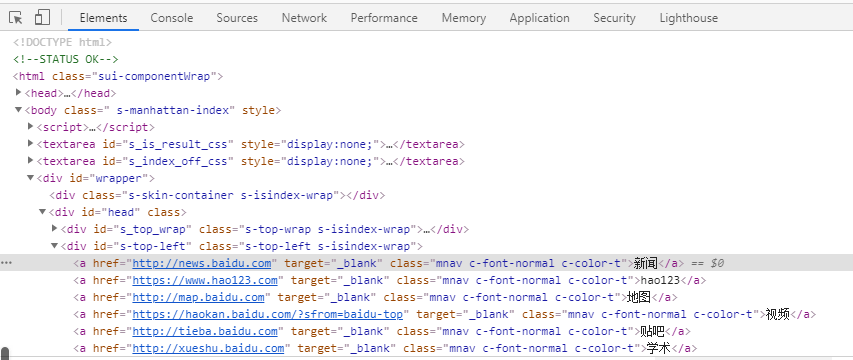 Elements Console Sources Network Performance Memory Application Security Lighthouse
<!DOCTYPE html>
<!--STATUS OK-->
<html class="sui-componentWrap">
<head>…</head>
<body class=" s-manhattan-index" style>
<script>…</script>
<textarea id="s_is_result_css" style="display:none;">…</textarea>
<textarea id="s_index_off_css" style="display:none;">…</textarea>
<div id="wrapper">
<div class="s-skin-container s-isindex-wrap"></div>
<div id="head" class>
<div id="s_top_wrap" class="s-top-wrap s-isindex-wrap">…</div>
<div id="s-top-left" class="s-top-left s-isindex-wrap">
<a href="http://news.baidu.com" target="_blank" class="mnav c-font-normal c-color-t">新闻</a> == $0
<a href="https://www.hao123.com" target="_blank" class="mnav c-font-normal c-color-t">hao123</a>
<a href="http://map.baidu.com" target="_blank" class="mnav c-font-normal c-color-t">地图</a>
<a href="https://haokan.baidu.com/?sfrom=baidu-top" target="_blank" class="mnav c-font-normal c-color-t">视频</a>
<a href="http://tieba.baidu.com" target="_blank" class="mnav c-font-normal c-color-t">贴吧</a>
<a href="http://xueshu.baidu.com" target="_blank" class="mnav c-font-normal c-color-t">学术</a>